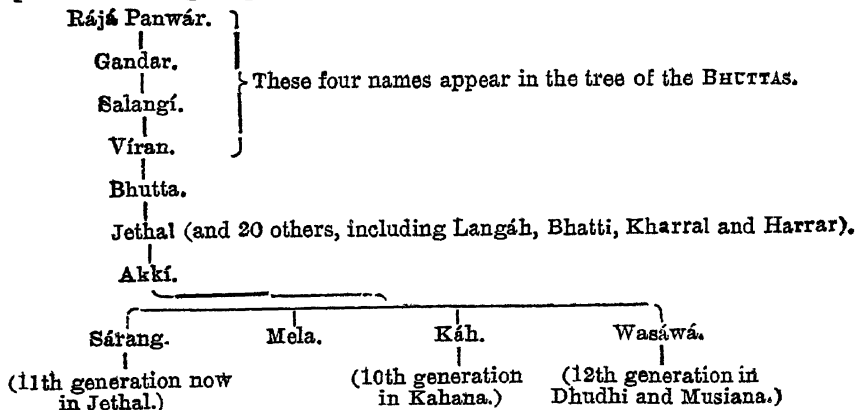 Rájá Panwár.
Gandar.
These four names appear in the tree of the BHUTTAS.
Salangí.
Víran.
Bhutta.
Jethal (and 20 others, including Langáh, Bhatti, Kharral and Harrar).
Akkí.
Sárang. Mela. Káh. Wasáwá.
(11th generation now (10th generation (12th generation in
in Jethal.) in Kahana.) Dhudhi and Musiana.)